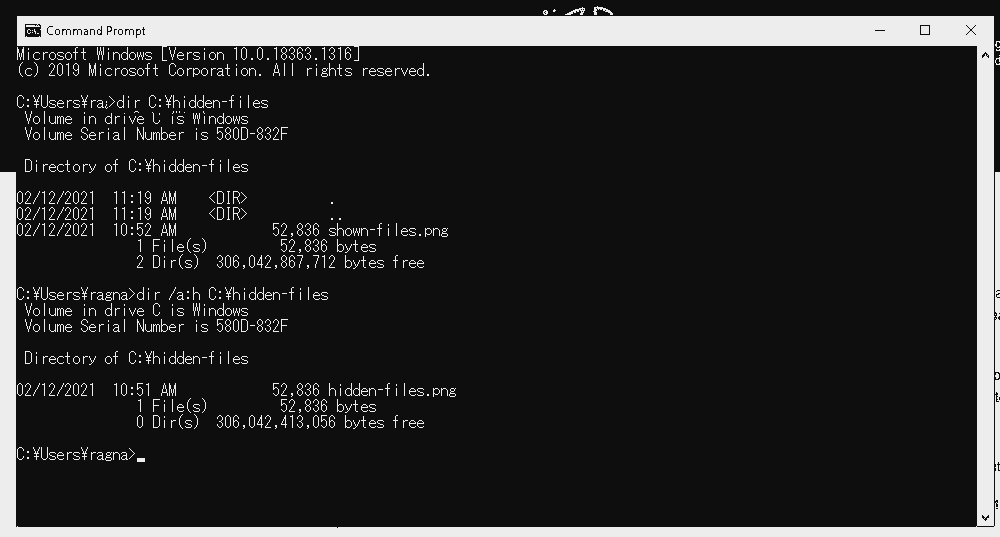 Command Prompt
Microsoft Windows [Version 10.0.18363.1316]
(c) 2019 Microsoft Corporation. All rights reserved.
C:¥Users¥ragna>dir C:¥hidden-files
Volume in drive C is Windows
Volume Serial Number is 580D-832F
Directory of C:¥hidden-files
02/12/2021  11:19 AM    <DIR>          .
02/12/2021  11:19 AM    <DIR>          ..
02/12/2021  10:52 AM            52,836 shown-files.png
1 File(s)         52,836 bytes
2 Dir(s)  306,042,867,712 bytes free
C:¥Users¥ragna>dir /a:h C:¥hidden-files
Volume in drive C is Windows
Volume Serial Number is 580D-832F
Directory of C:¥hidden-files
02/12/2021  10:51 AM            52,836 hidden-files.png
1 File(s)         52,836 bytes
0 Dir(s)  306,042,413,056 bytes free
C:¥Users¥ragna>